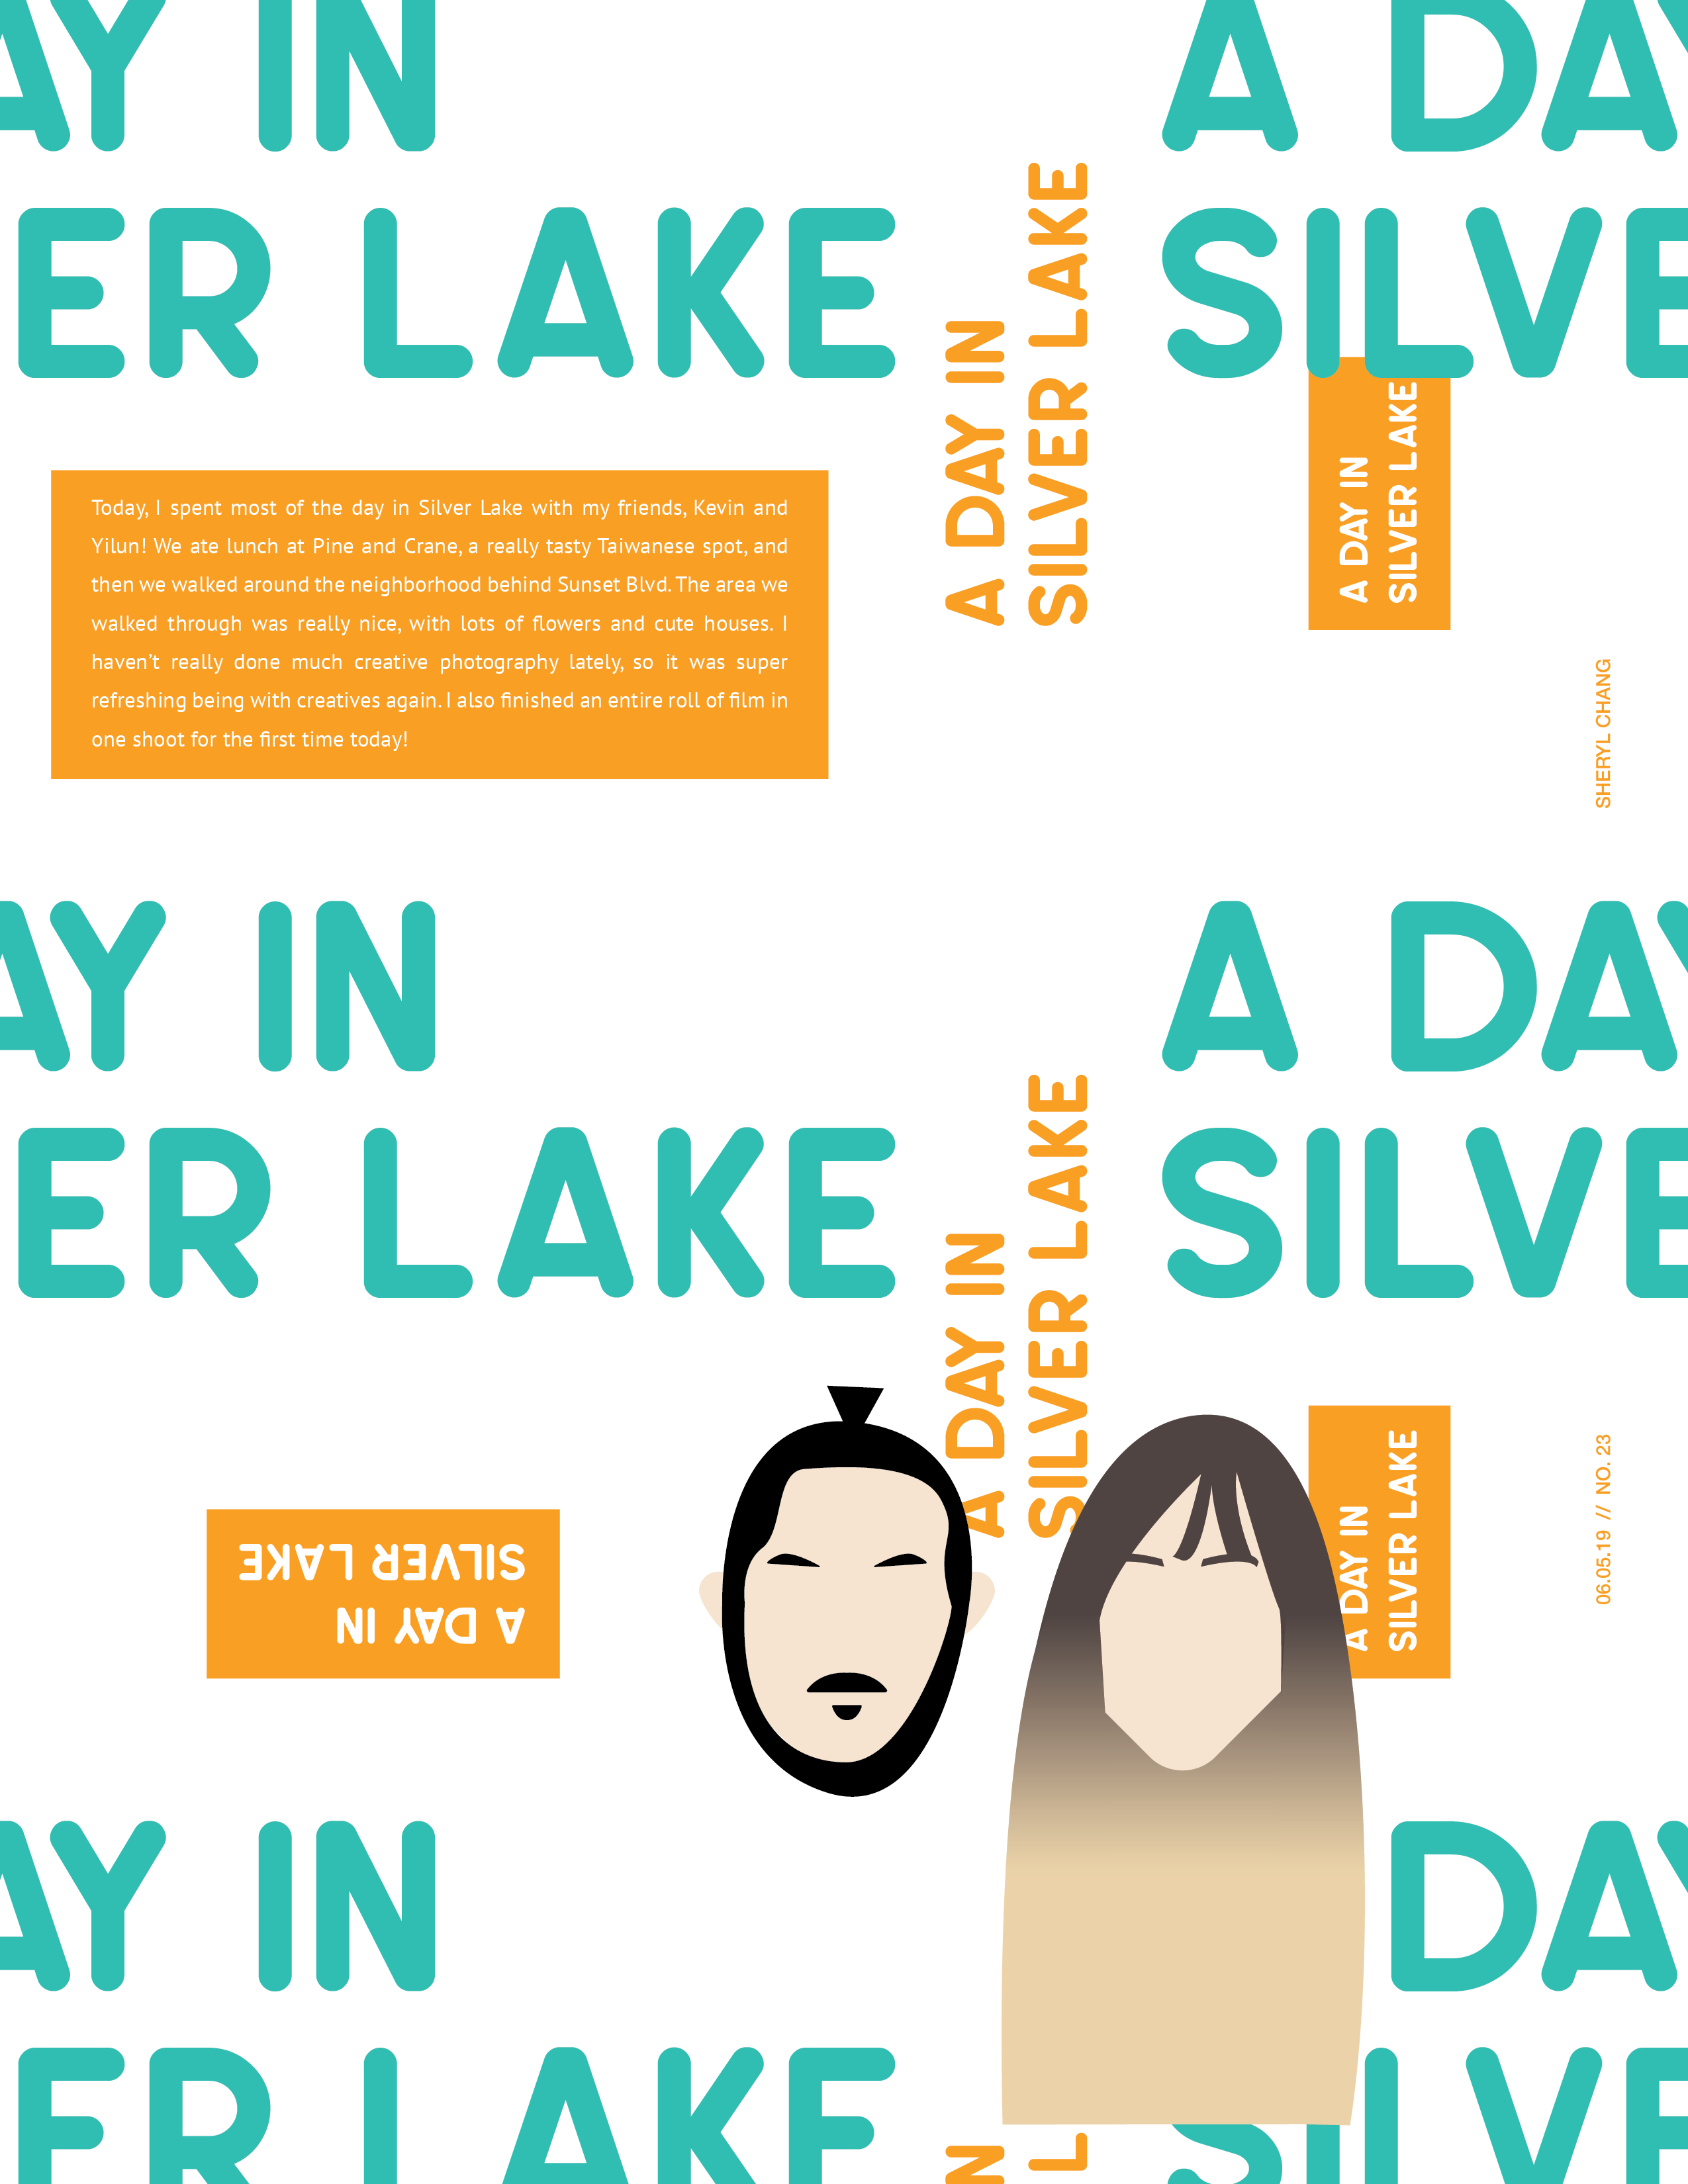 AY IN
A DAY
ER LAKE
SILVE
A DAY IN
SILVER LAKE
A DAY IN
SILVER LAKE
Today, I spent most of the day in Silver Lake with my friends, Kevin and
Yilun! We ate lunch at Pine and Crane, a really tasty Taiwanese spot, and
then we walked around the neighborhood behind Sunset Blvd. The area we
walked through was really nice, with lots of flowers and cute houses. I
haven’t really done much creative photography lately, so it was super
refreshing being with creatives again. I also finished an entire roll of film in
one shoot for the first time today!
SHERYL CHANG
AY IN
A DAY
ER LAKE
SILVE
A DAY IN
SILVER LAKE
A DAY IN
SILVER LAKE
06.05.19 // NO. 23
A DAY IN
SILVER LAKE
AY IN
DAY
ER LAKE
SILVE
N
L